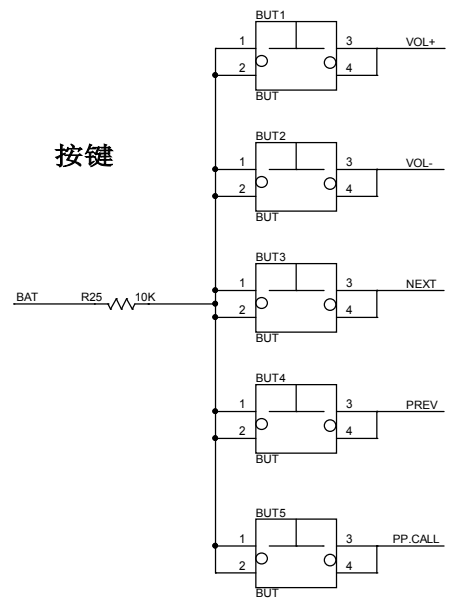 BUT1
1 3 VOL+
2 4
BUT
按键
BUT2
1 3 VOL-
2 4
BUT
BUT3
1 3 NEXT
BAT R25 10K
2 4
BUT
BUT4
1 3 PREV
2 4
BUT
BUT5
1 3 PP.CALL
2 4
BUT